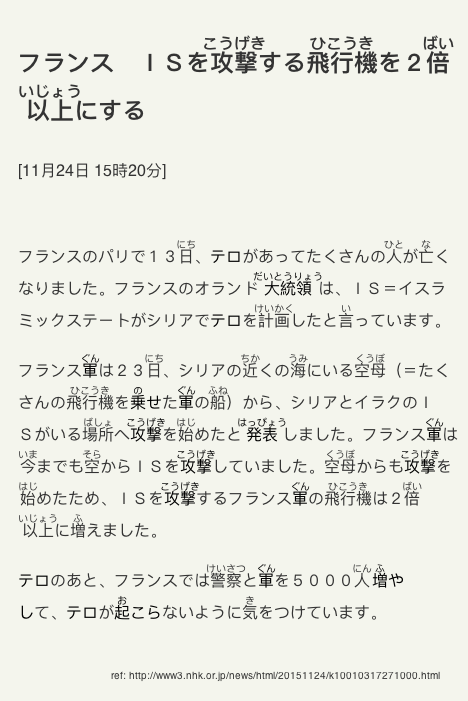 フランス　ＩＳを攻撃する飛行機を２倍
以上にする
[11月24日 15時20分]
フランスのパリで１３日、テロがあってたくさんの人が亡く
なりました。フランスのオランド大統領は、ＩＳ＝イスラ
ミックステートがシリアでテロを計画したと言っています。
フランス軍は２３日、シリアの近くの海にいる空母（＝たく
さんの飛行機を乗せた軍の船）から、シリアとイラクのＩ
Ｓがいる場所へ攻撃を始めたと発表しました。フランス軍は
今までも空からＩＳを攻撃していました。空母からも攻撃を
始めたため、ＩＳを攻撃するフランス軍の飛行機は２倍
以上に増えました。
テロのあと、フランスでは警察と軍を５０００人増や
して、テロが起こらないように気をつけています。
ref: http://www3.nhk.or.jp/news/html/20151124/k10010317271000.html